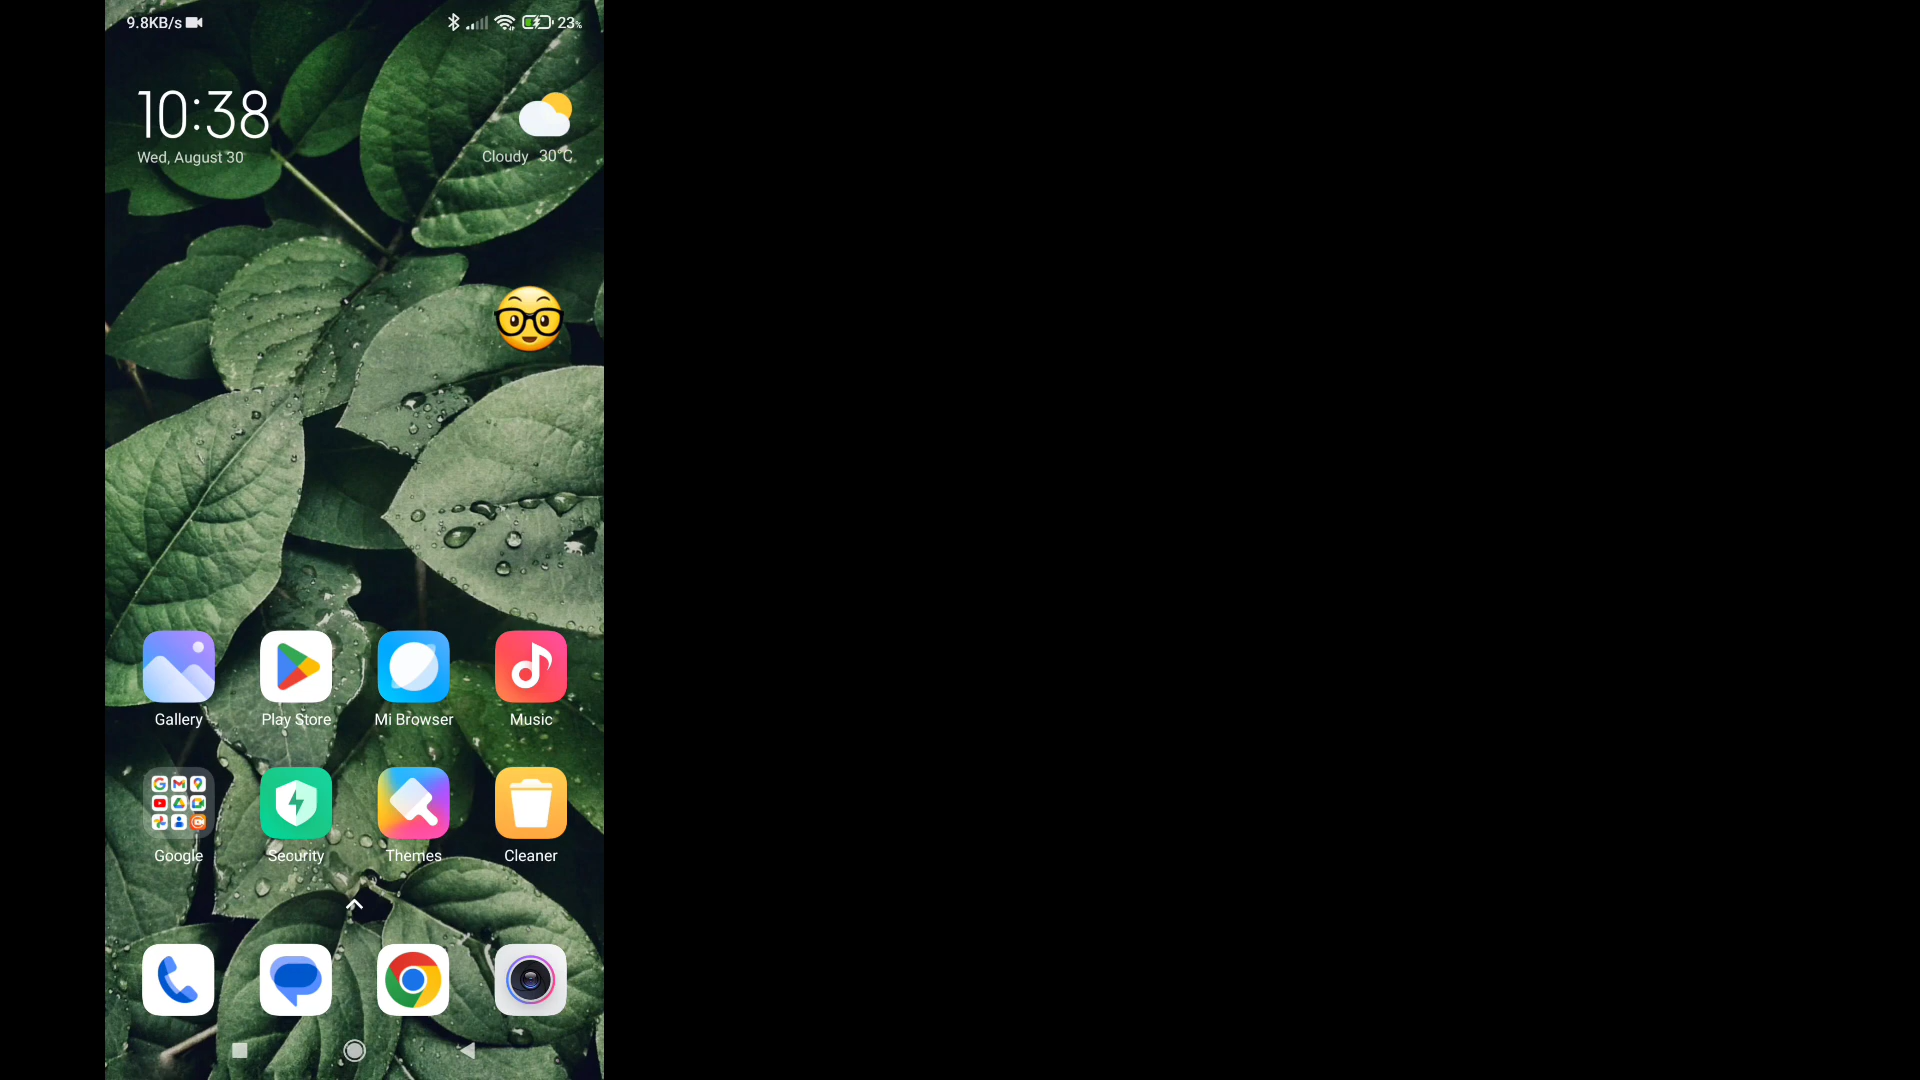 9.8KB/s 23%
10:38
Wed, August 30
Cloudy 30°C
Gallery Play Store Mi Browser Music
Google Security Themes Cleaner